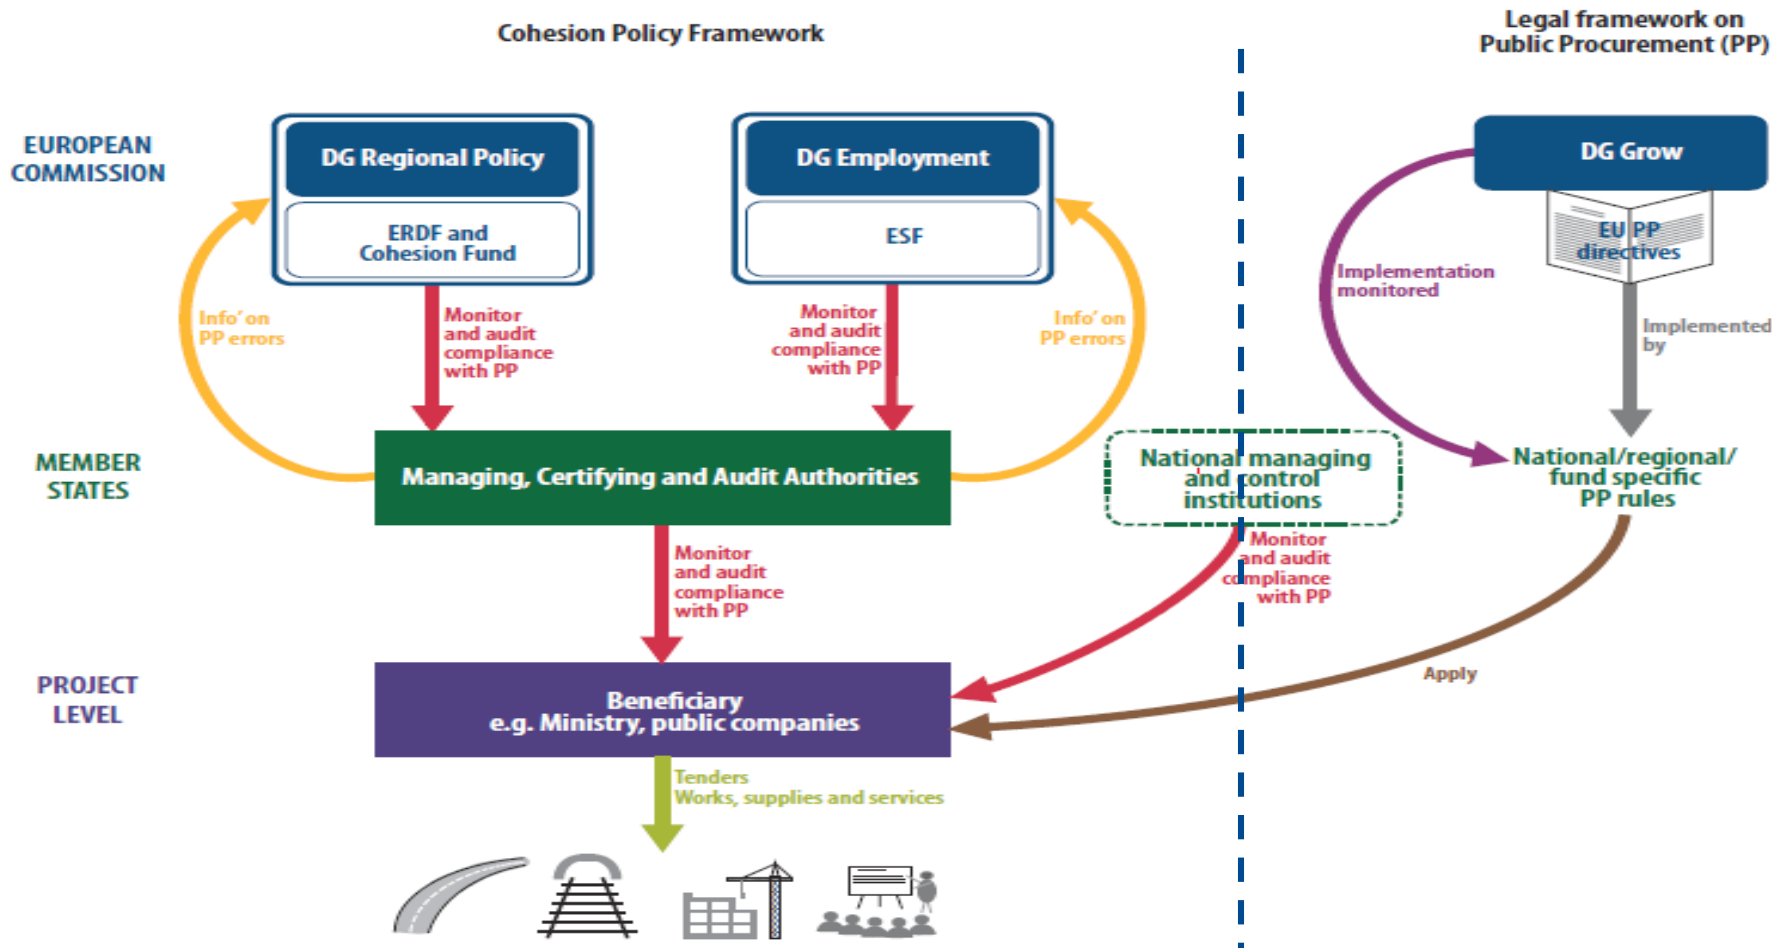 Cohesion Policy Framework
Legal framework on
Public Procurement (PP)
EUROPEAN
COMMISSION
DG Regional Policy
ERDF and
Cohesion Fund
DG Employment
ESF
DG Grow
EU PP
directives
Info' on
PP errors
Monitor
and audit
compliance
with PP
Monitor
and audit
compliance
with PP
Info' on
PP errors
Implementation
monitored
Implemented
by
MEMBER
STATES
Managing, Certifying and Audit Authorities
National managing
and control
institutions
National/regional/
fund specific
PP rules
Monitor
and audit
compliance
with PP
Monitor
and audit
compliance
with PP
PROJECT
LEVEL
Beneficiary
e.g. Ministry, public companies
Apply
Tenders
Works, supplies and services